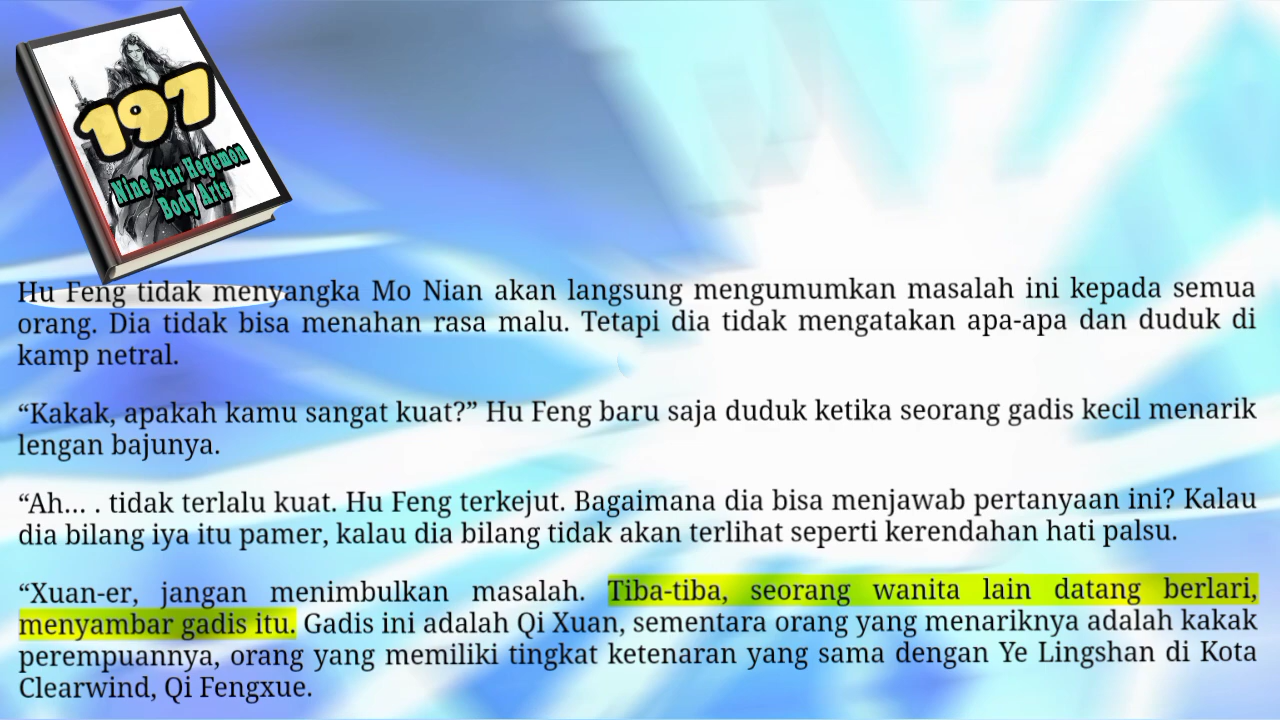 197
Nine Star Hegemon
Body Arts
Hu Feng tidak menyangka Mo Nian akan langsung mengumumkan masalah ini kepada semua
orang. Dia tidak bisa menahan rasa malu. Tetapi dia tidak mengatakan apa-apa dan duduk di
kamp netral.
“Kakak, apakah kamu sangat kuat?” Hu Feng baru saja duduk ketika seorang gadis kecil menarik
lengan bajunya.
“Ah... . tidak terlalu kuat. Hu Feng terkejut. Bagaimana dia bisa menjawab pertanyaan ini? Kalau
dia bilang iya itu pamer, kalau dia bilang tidak akan terlihat seperti kerendahan hati palsu.
“Xuan-er, jangan menimbulkan masalah. Tiba-tiba, seorang wanita lain datang berlari,
menyambar gadis itu. Gadis ini adalah Qi Xuan, sementara orang yang menariknya adalah kakak
perempuannya, orang yang memiliki tingkat ketenaran yang sama dengan Ye Lingshan di Kota
Clearwind, Qi Fengxue.